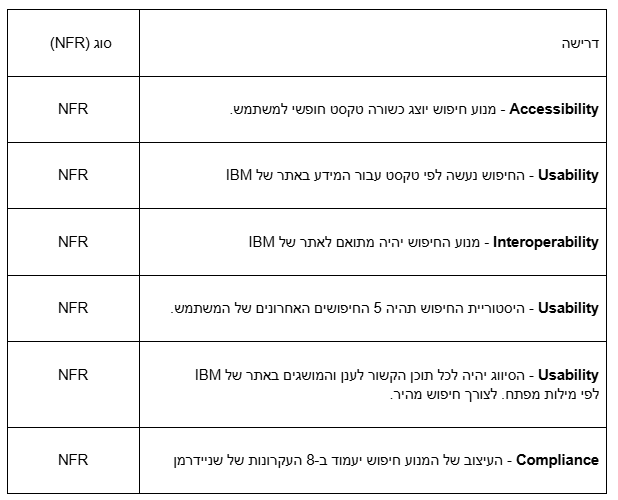 דרישה
סוג (NFR)
Accessibility - מנוע חיפוש יוצג כשורה טקסט חופשי למשתמש.
NFR
Usability - החיפוש נעשה לפי טקסט עבור המידע באתר של IBM
NFR
Interoperability - מנוע החיפוש יהיה מתואם לאתר של IBM
NFR
Usability - היסטוריית החיפוש תהיה 5 החיפושים האחרונים של המשתמש.
NFR
Usability - הסיווג יהיה לכל תוכן הקשור לענן והמושגים באתר של IBM
לפי מילות מפתח. לצורך חיפוש מהיר.
NFR
Compliance - העיצוב של המנוע חיפוש יעמוד ב-8 העקרונות של שניידרמן
NFR